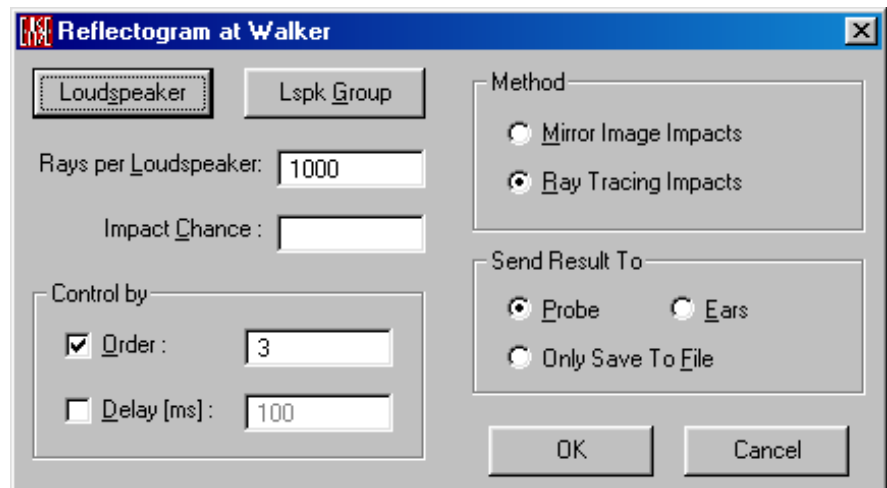 EASE
Reflectogram at Walker
Loudspeaker
Lspk Group
Rays per Loudspeaker: 1000
Impact Chance :
Control by
Order : 3
Delay [ms] : 100
Method
Mirror Image Impacts
Ray Tracing Impacts
Send Result To
Probe
Ears
Only Save To File
OK
Cancel